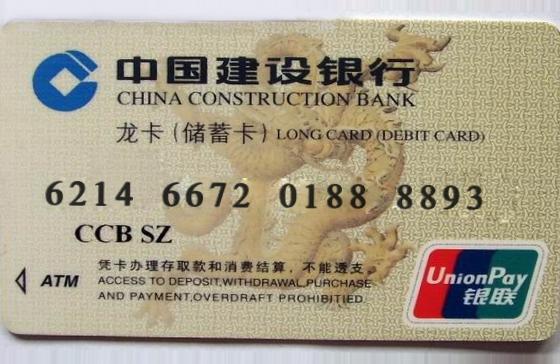 中国建设银行
CHINA CONSTRUCTION BANK
龙卡(储蓄卡) LONG CARD (DEBIT CARD)
6214 6672 0188 8893
CCB SZ
凭卡办理存取款和消费结算,不能透支.
ATM ACCESS TO DEPOSIT,WITHDRAWAL,PURCHASE
AND PAYMENT,OVERDRAFT PROHIBITIED.
UnionPay
银联